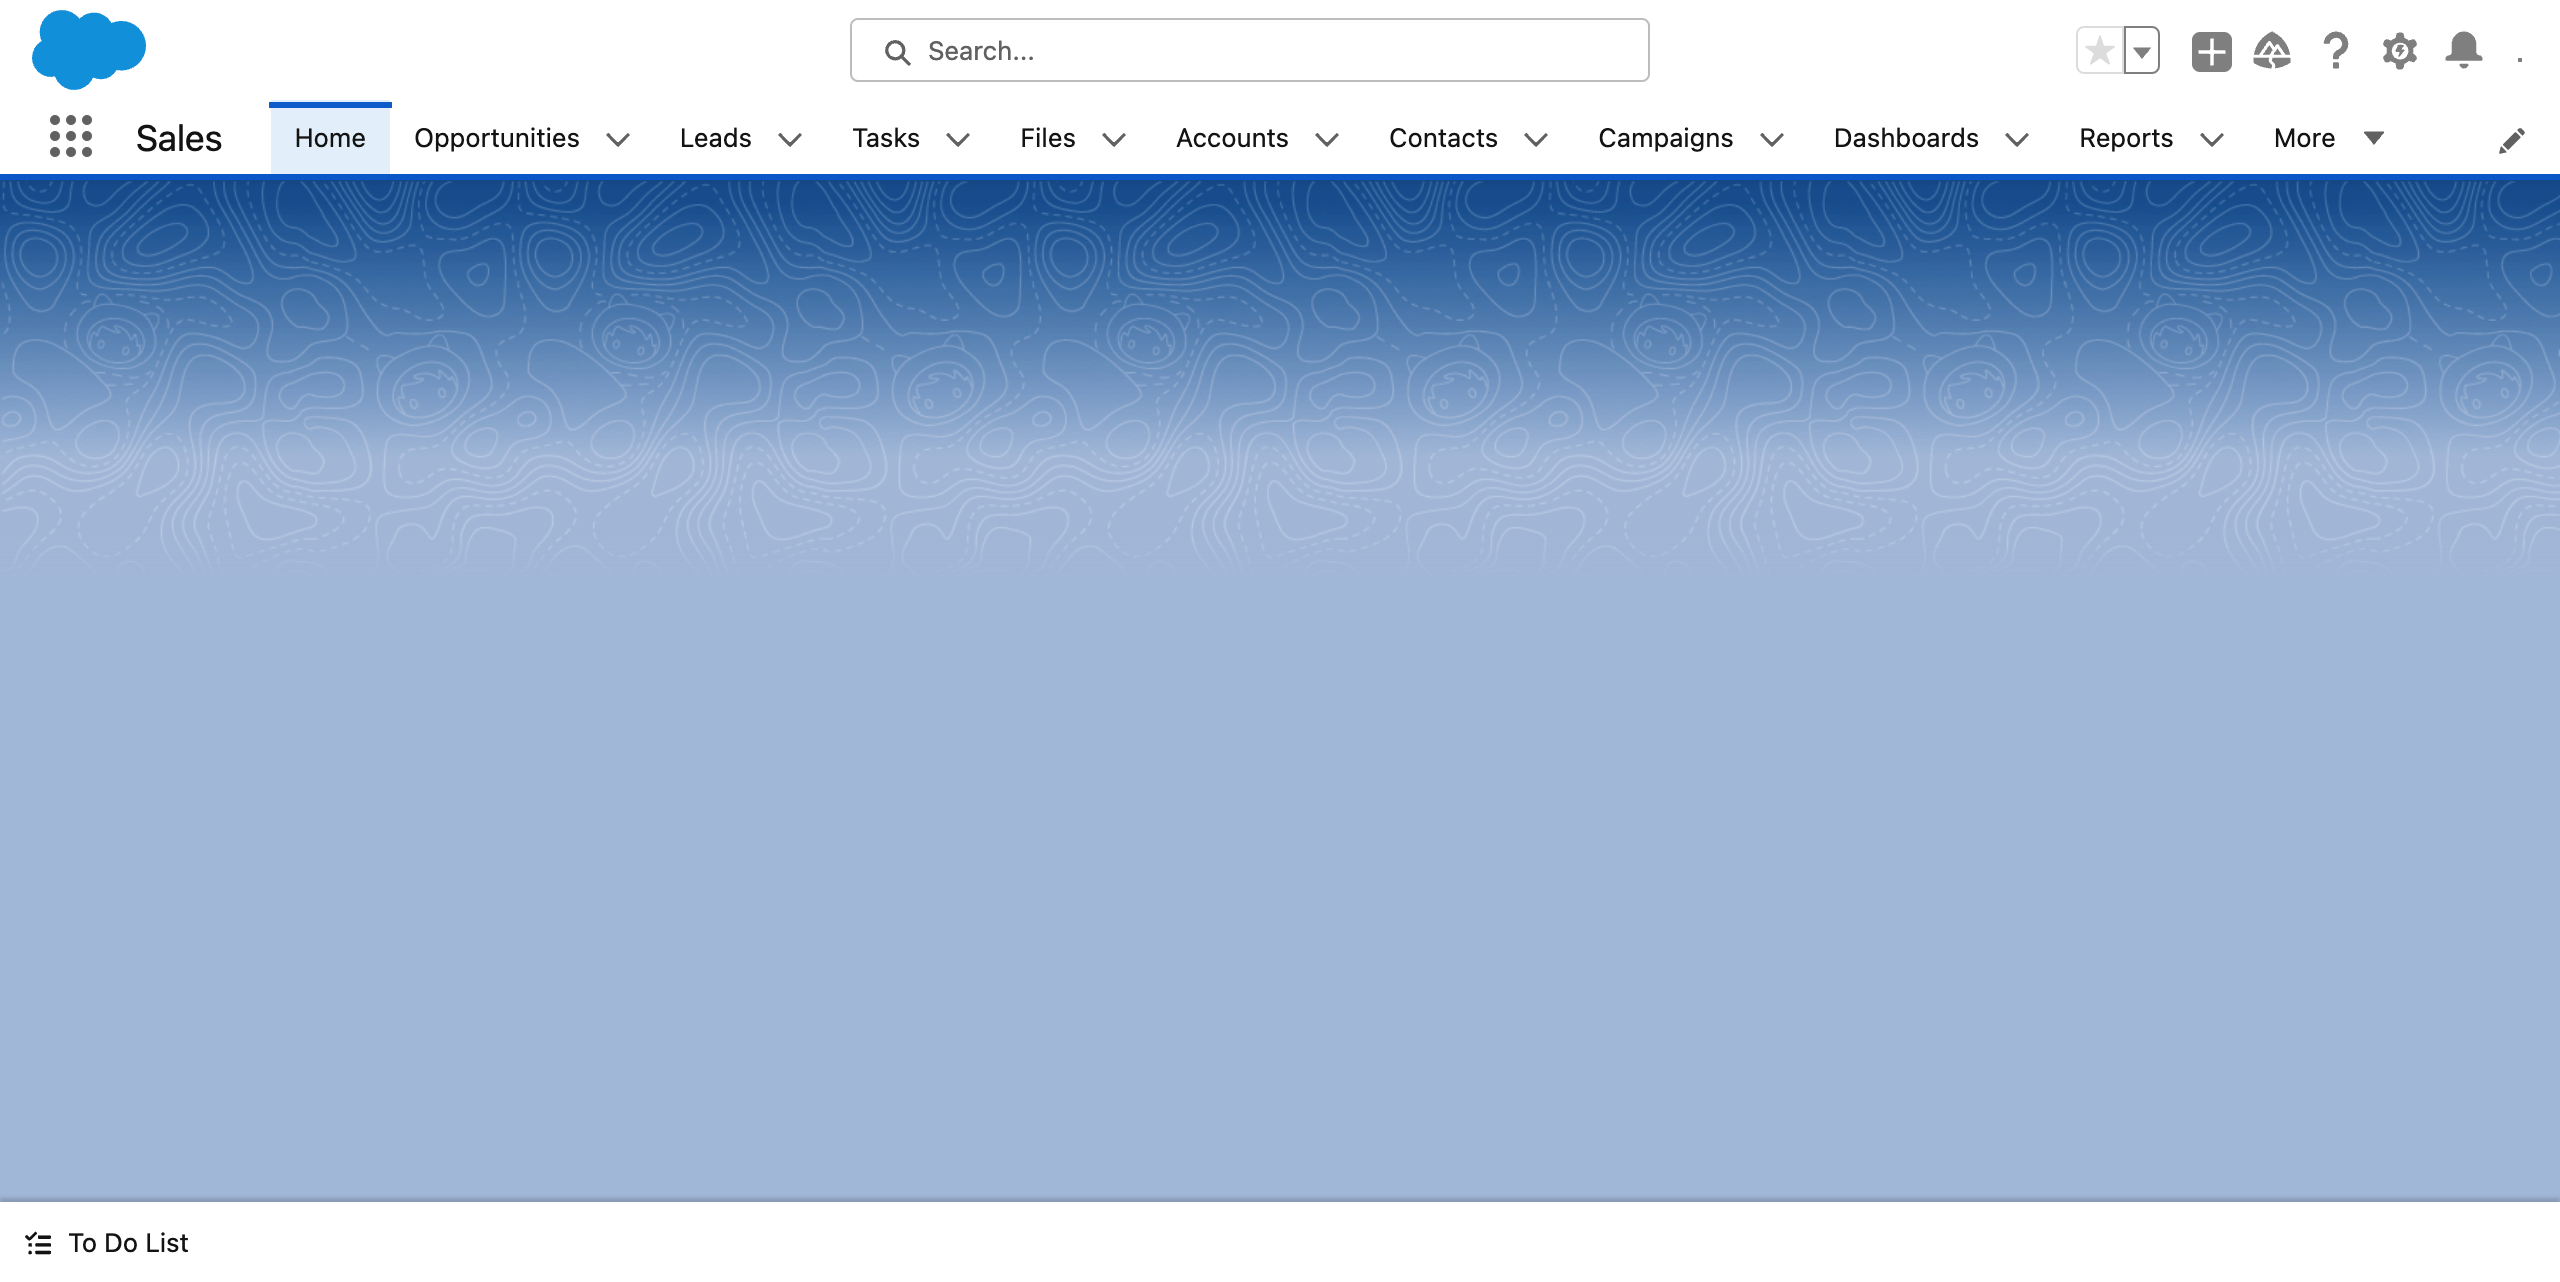 Search...
Sales
Home
Opportunities
Leads
Tasks
Files
Accounts
Contacts
Campaigns
Dashboards
Reports
More
To Do List